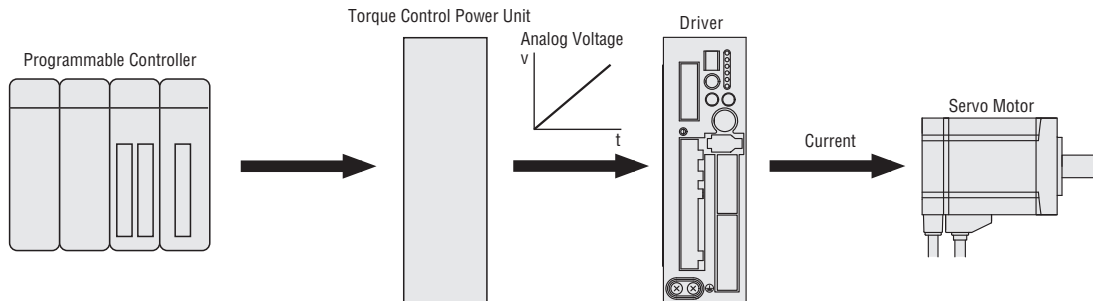 Torque Control Power Unit
Driver
Analog Voltage
v
t
Programmable Controller
Servo Motor
Current